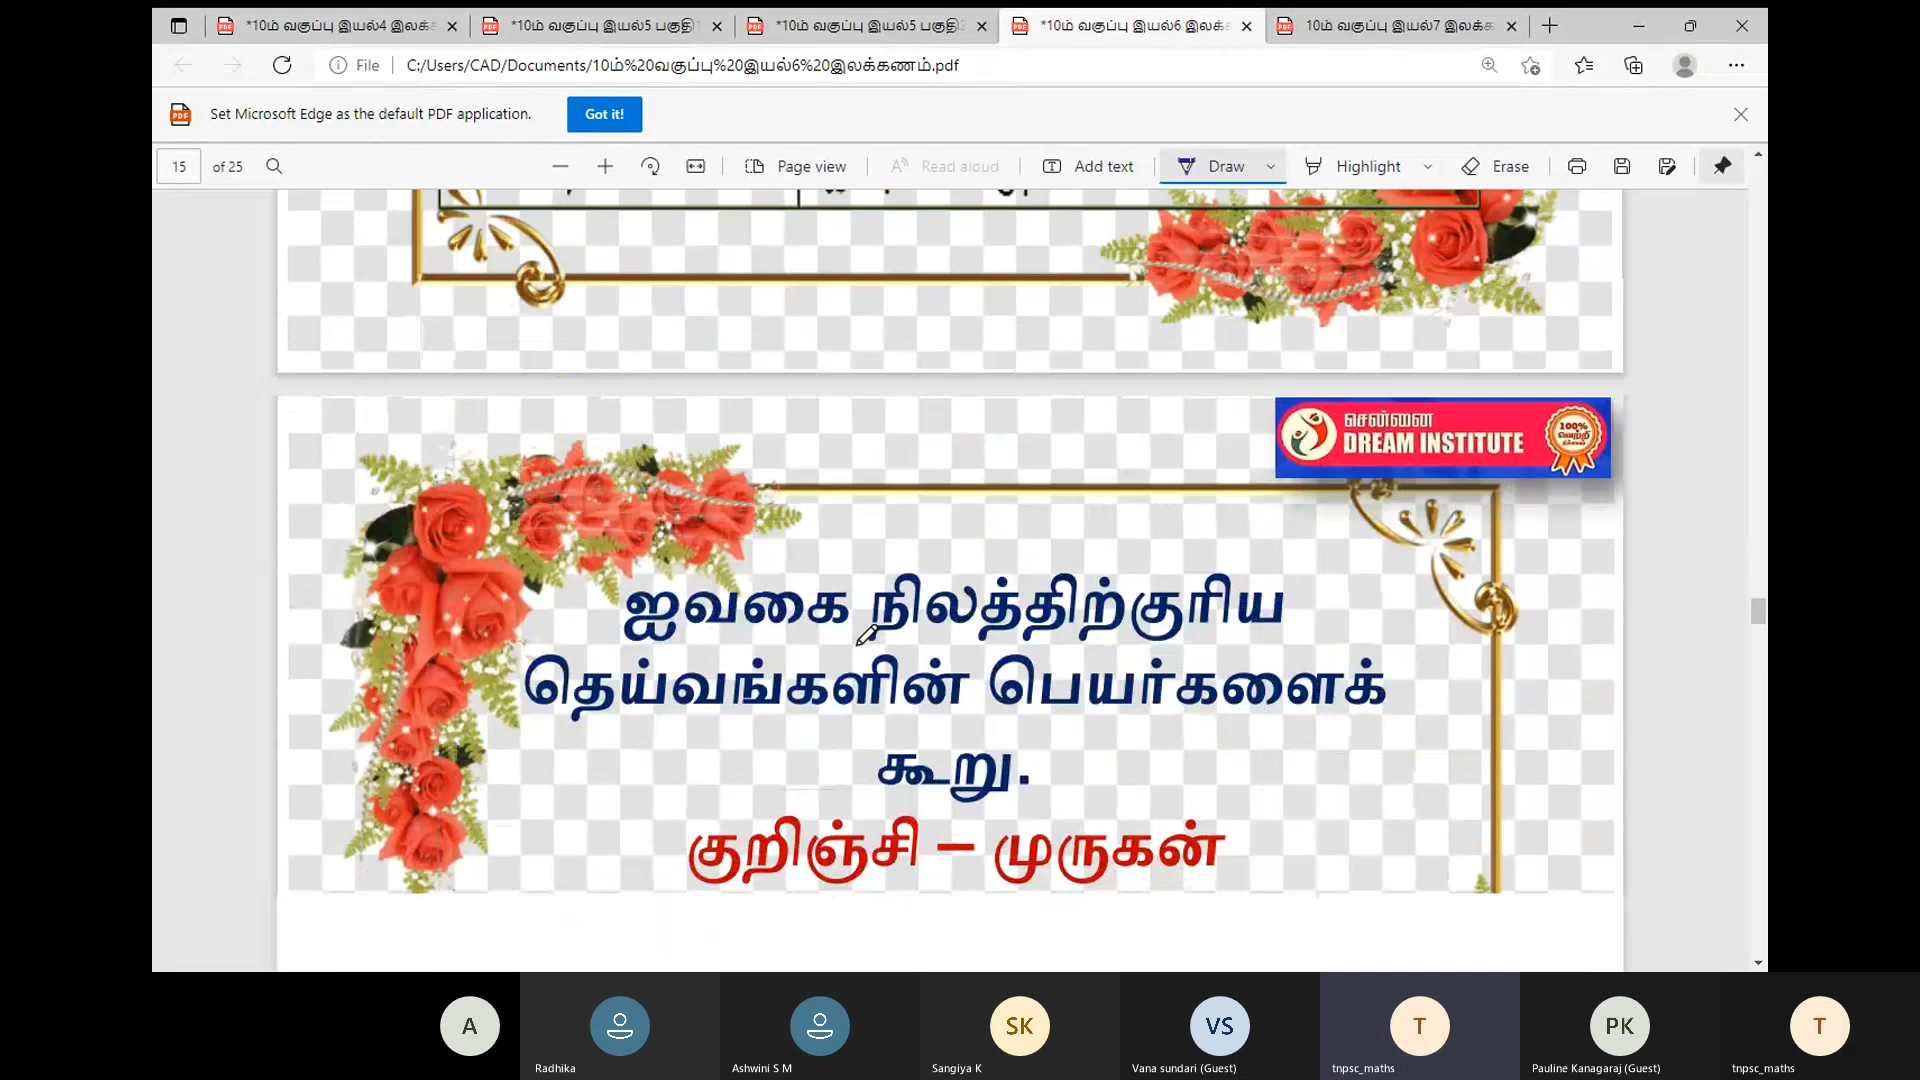 *10ம் வகுப்பு இயல்4 இலக்க
*10ம் வகுப்பு இயல்5 பகுதி
*10ம் வகுப்பு இயல்5 பகுதி
*10ம் வகுப்பு இயல்6 இலக்க
10ம் வகுப்பு இயல்7 இலக்க
File
C:/Users/CAD/Documents/10ம்%20வகுப்பு%20இயல்6%20இலக்கணம்.pdf
Set Microsoft Edge as the default PDF application.
Got it!
15 of 25
Page view
Read aloud
Add text
Draw
Highlight
Erase
சென்னை
DREAM INSTITUTE
100%
வெற்றி
ஐவகை நிலத்திற்குரிய
தெய்வங்களின் பெயர்களைக்
கூறு.
குறிஞ்சி – முருகன்
A
SK
VS
T
PK
T
Radhika
Ashwini S M
Sangiya K
Vana sundari (Guest)
tnpsc_maths
Pauline Kanagaraj (Guest)
tnpsc_maths